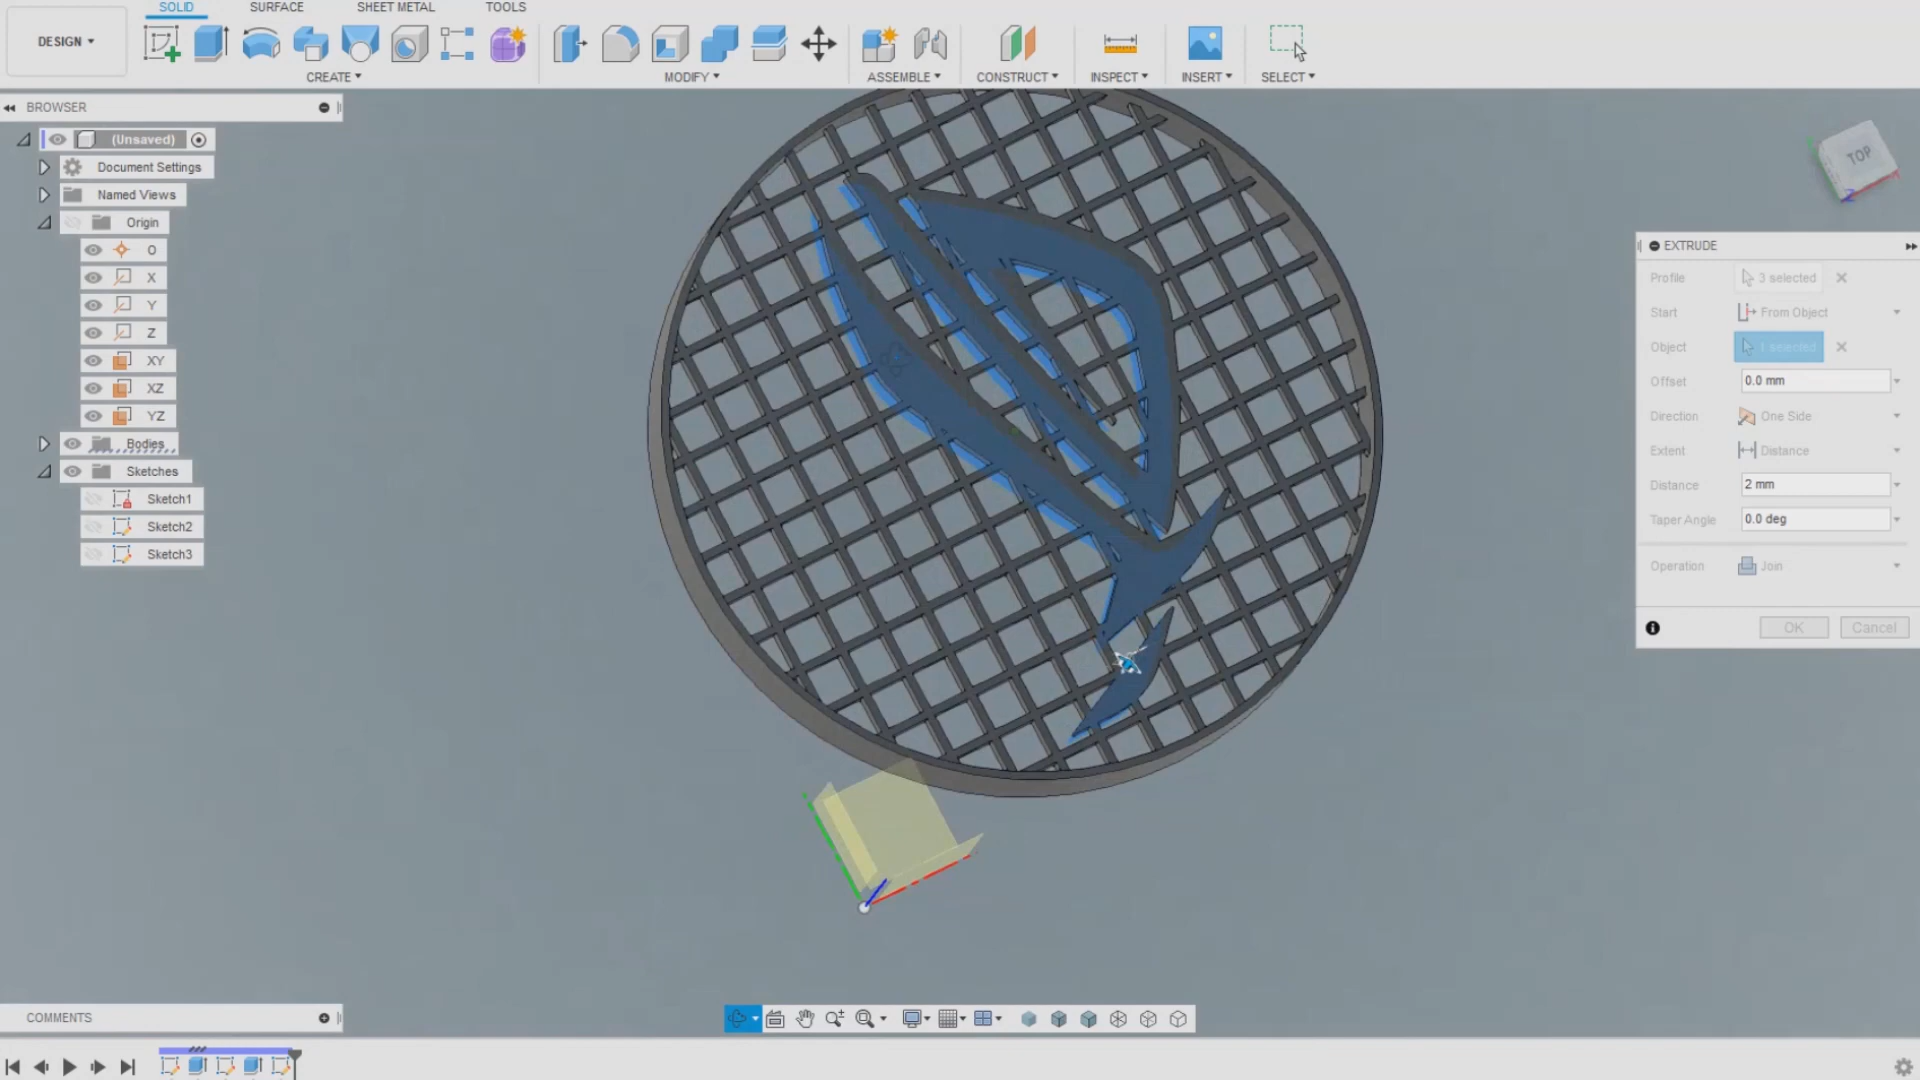 SOLID SURFACE SHEET METAL TOOLS
DESIGN
CREATE MODIFY ASSEMBLE CONSTRUCT INSPECT INSERT SELECT
BROWSER
(Unsaved)
TOP
Document Settings
Named Views
Origin
O
X
Y
Z
XY
XZ
YZ
Bodies
Sketches
Sketch1
Sketch2
Sketch3
EXTRUDE
Profile 3 selected
Start From Object
Object 1 selected
Offset 0.0 mm
Direction One Side
Extent Distance
Distance 2 mm
Taper Angle 0.0 deg
Operation Join
OK Cancel
COMMENTS